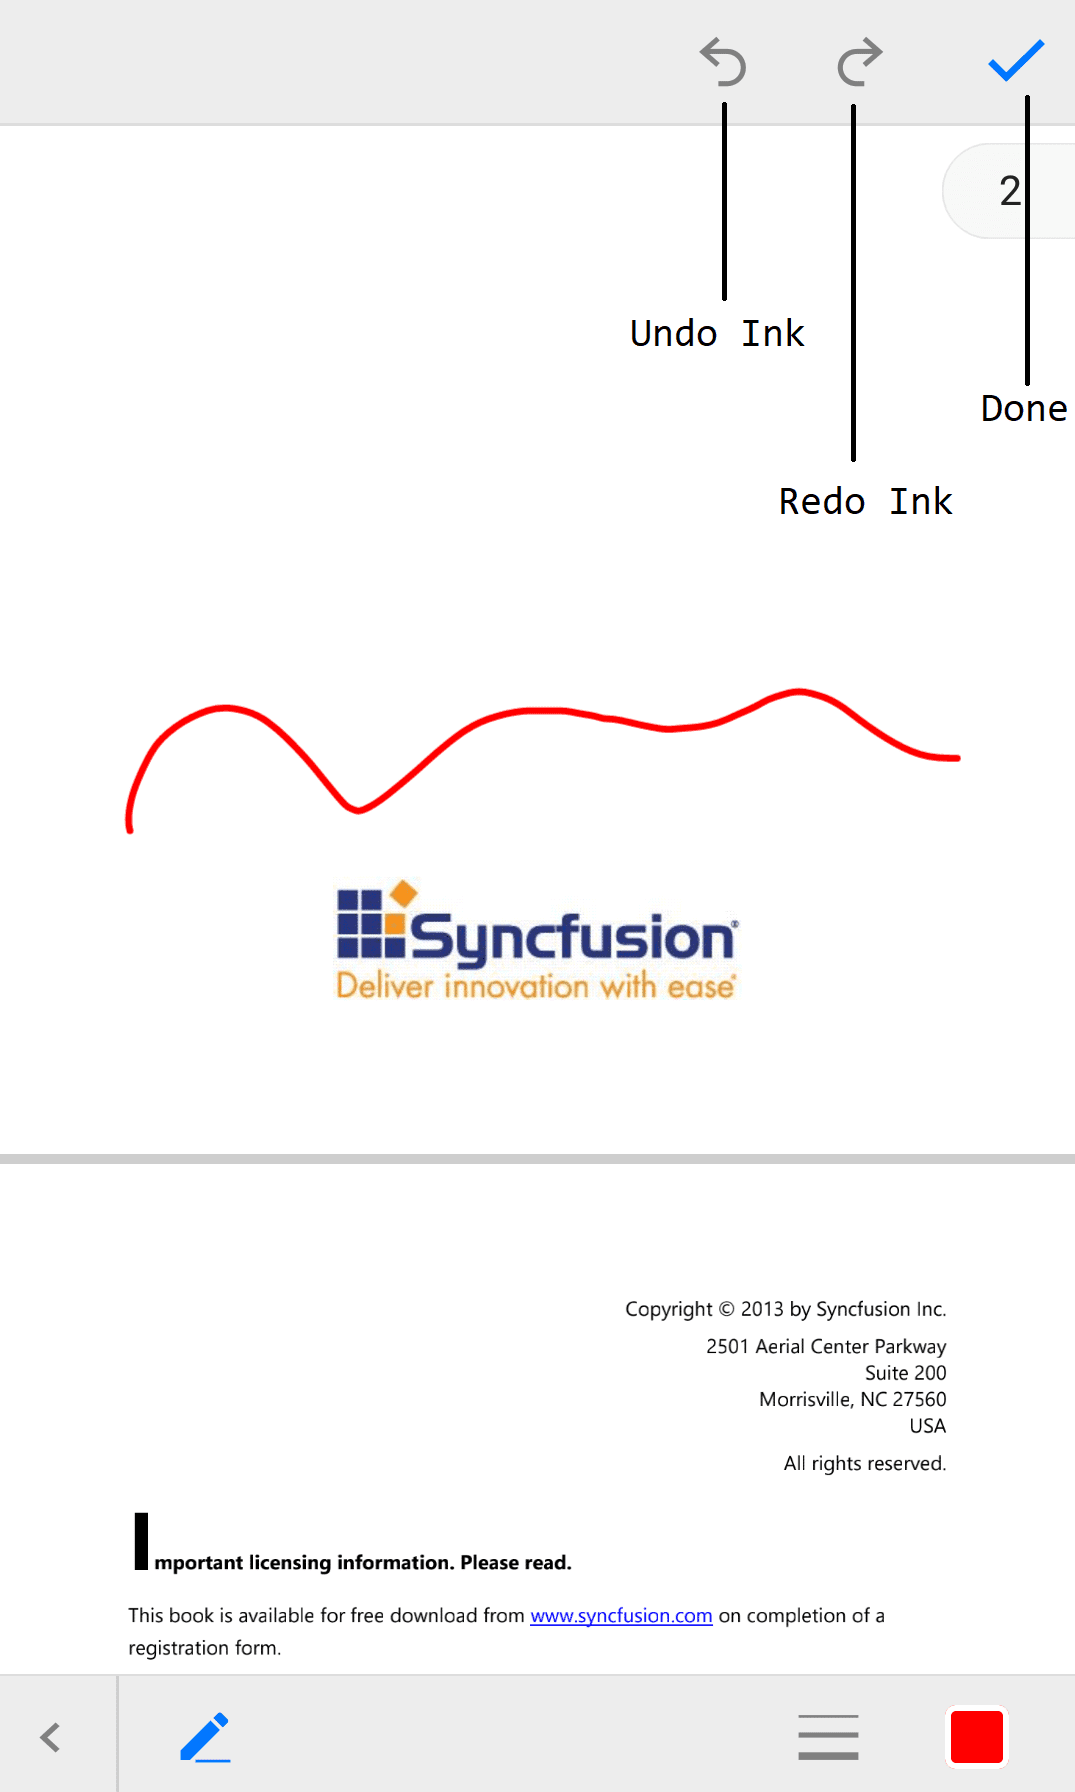 2
Undo Ink
Done
Redo Ink
Syncfusion®
Deliver innovation with ease®
Copyright © 2013 by Syncfusion Inc.
2501 Aerial Center Parkway
Suite 200
Morrisville, NC 27560
USA
All rights reserved.
Important licensing information. Please read.
This book is available for free download from www.syncfusion.com on completion of a
registration form.